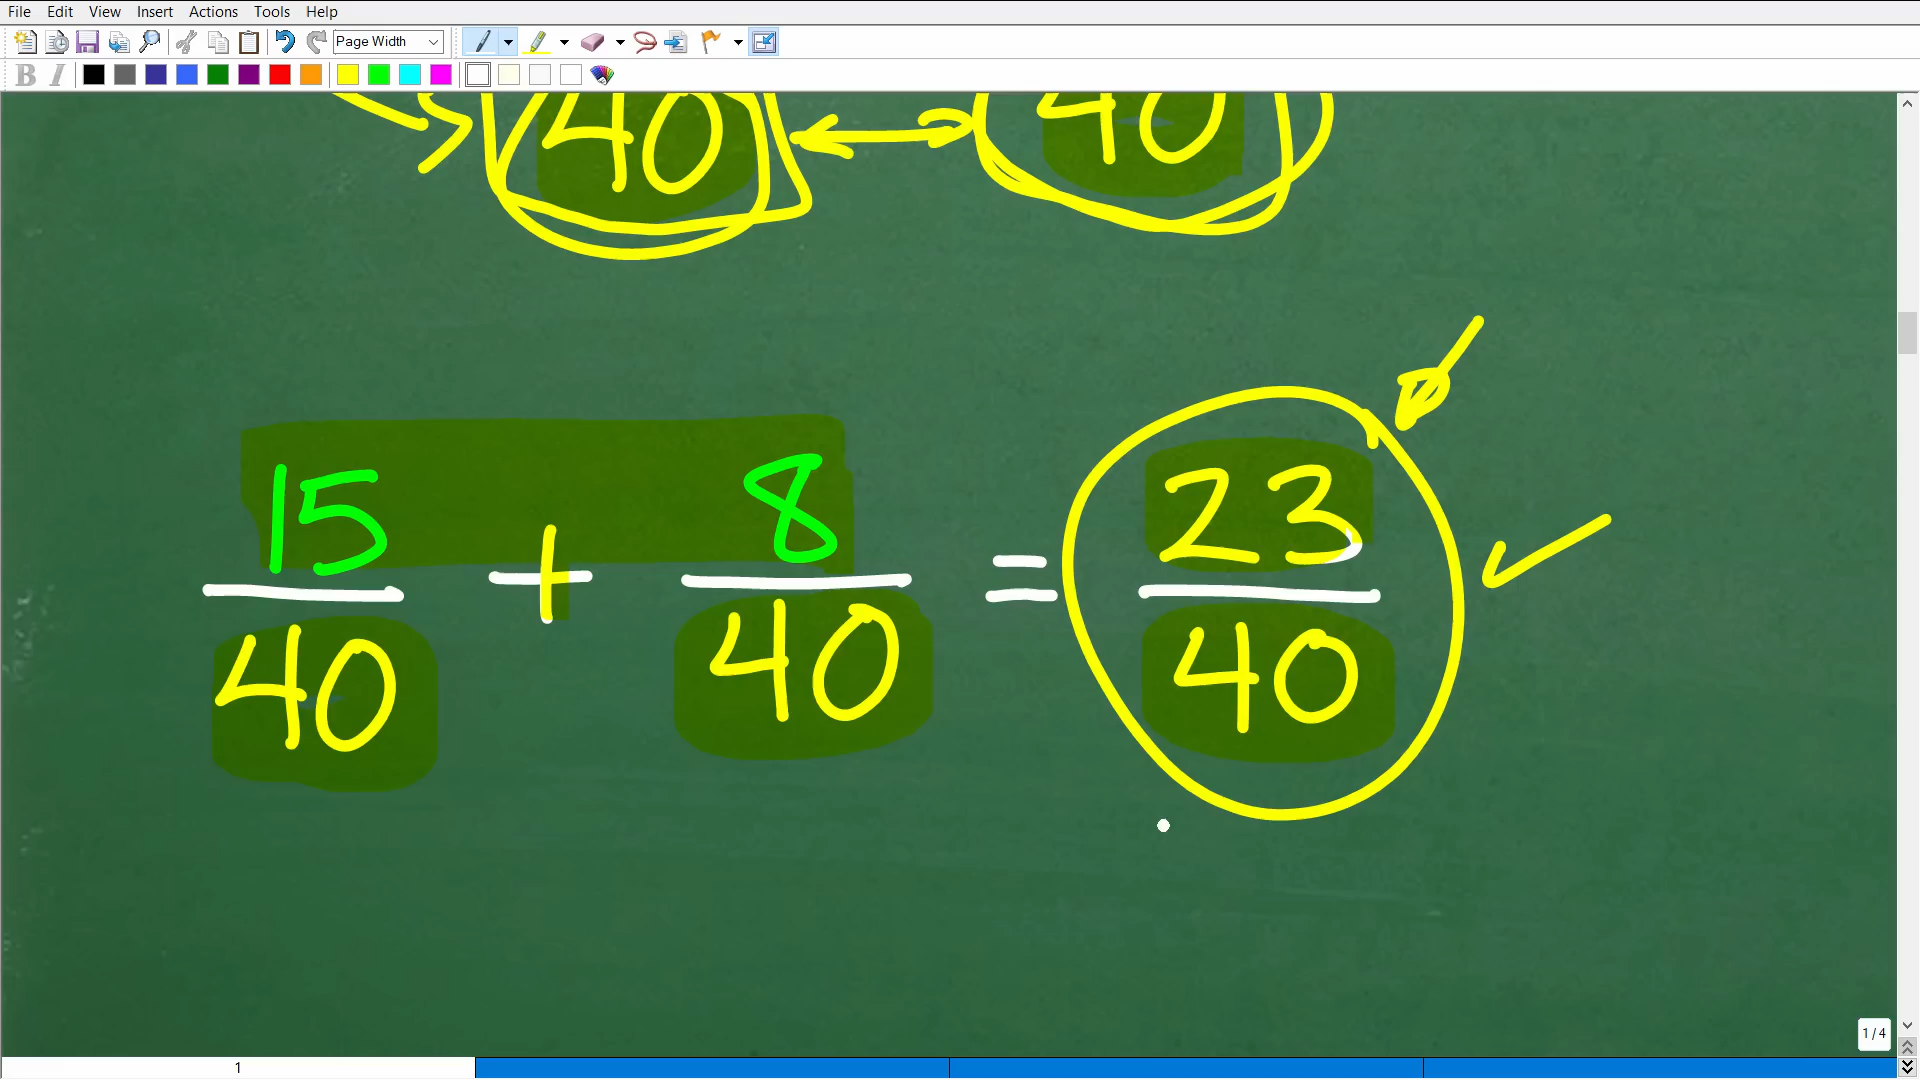 File Edit View Insert Actions Tools Help
Page Width
B I
40 40
15 + 8 = 23
40 40 40
1 / 4
1